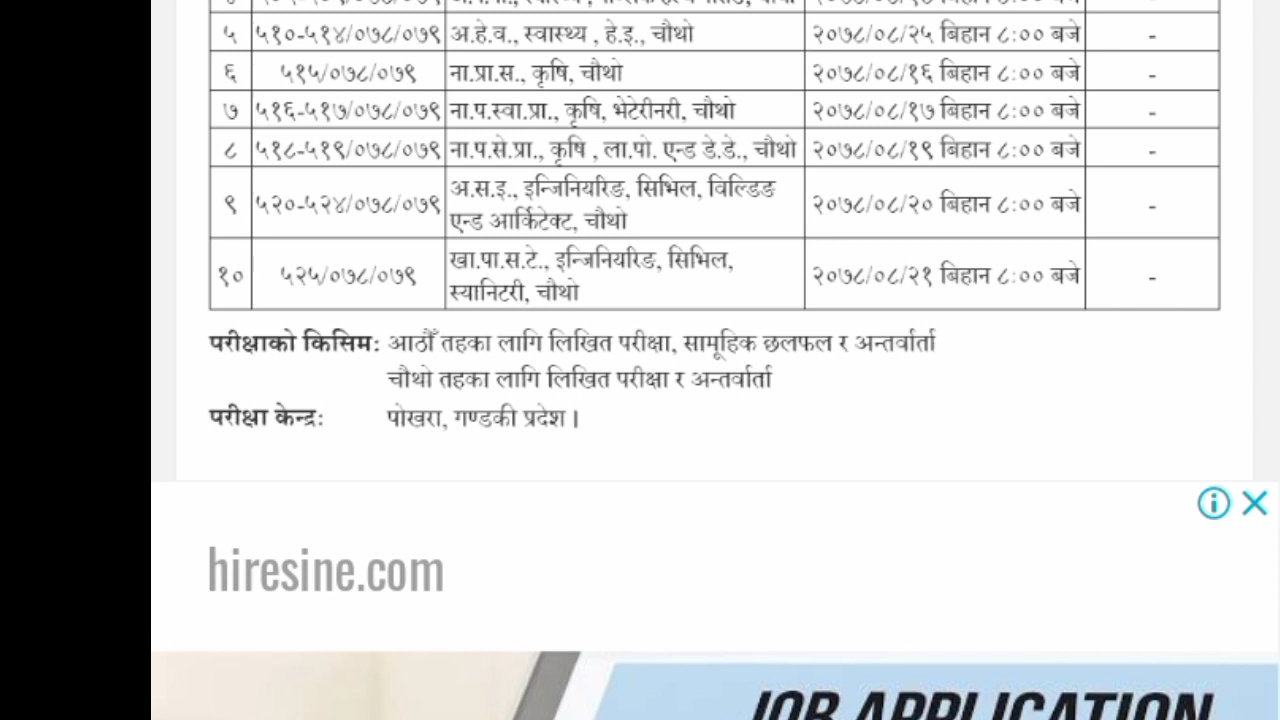 ५ ५१०-५१४/०७८/०७९ अ.हे.व., स्वास्थ्य , हे.इ., चौथो २०७८/०८/२५ बिहान ८:०० बजे -
६ ५१५/०७८/०७९ ना.प्रा.स., कृषि, चौथो २०७८/०८/१६ बिहान ८:०० बजे -
७ ५१६-५१७/०७८/०७९ ना.प.स्वा.प्रा., कृषि, भेटेरीनरी, चौथो २०७८/०८/१७ बिहान ८:०० बजे -
८ ५१८-५१९/०७८/०७९ ना.प.से.प्रा., कृषि , ला.पो. एन्ड डे.डे., चौथो २०७८/०८/१९ बिहान ८:०० बजे -
९ ५२०-५२४/०७८/०७९ अ.स.इ., इन्जिनियरिङ, सिभिल, विल्डिङ २०७८/०८/२० बिहान ८:०० बजे -
एन्ड आर्किटेक्ट, चौथो
१० ५२५/०७८/०७९ खा.पा.स.टे., इन्जिनियरिङ, सिभिल, २०७८/०८/२१ बिहान ८:०० बजे -
स्यानिटरी, चौथो
परीक्षाको किसिम: आठौँ तहका लागि लिखित परीक्षा, सामूहिक छलफल र अन्तर्वार्ता
चौथो तहका लागि लिखित परीक्षा र अन्तर्वार्ता
परीक्षा केन्द्र: पोखरा, गण्डकी प्रदेश ।
hiresine.com
JOB APPLICATION